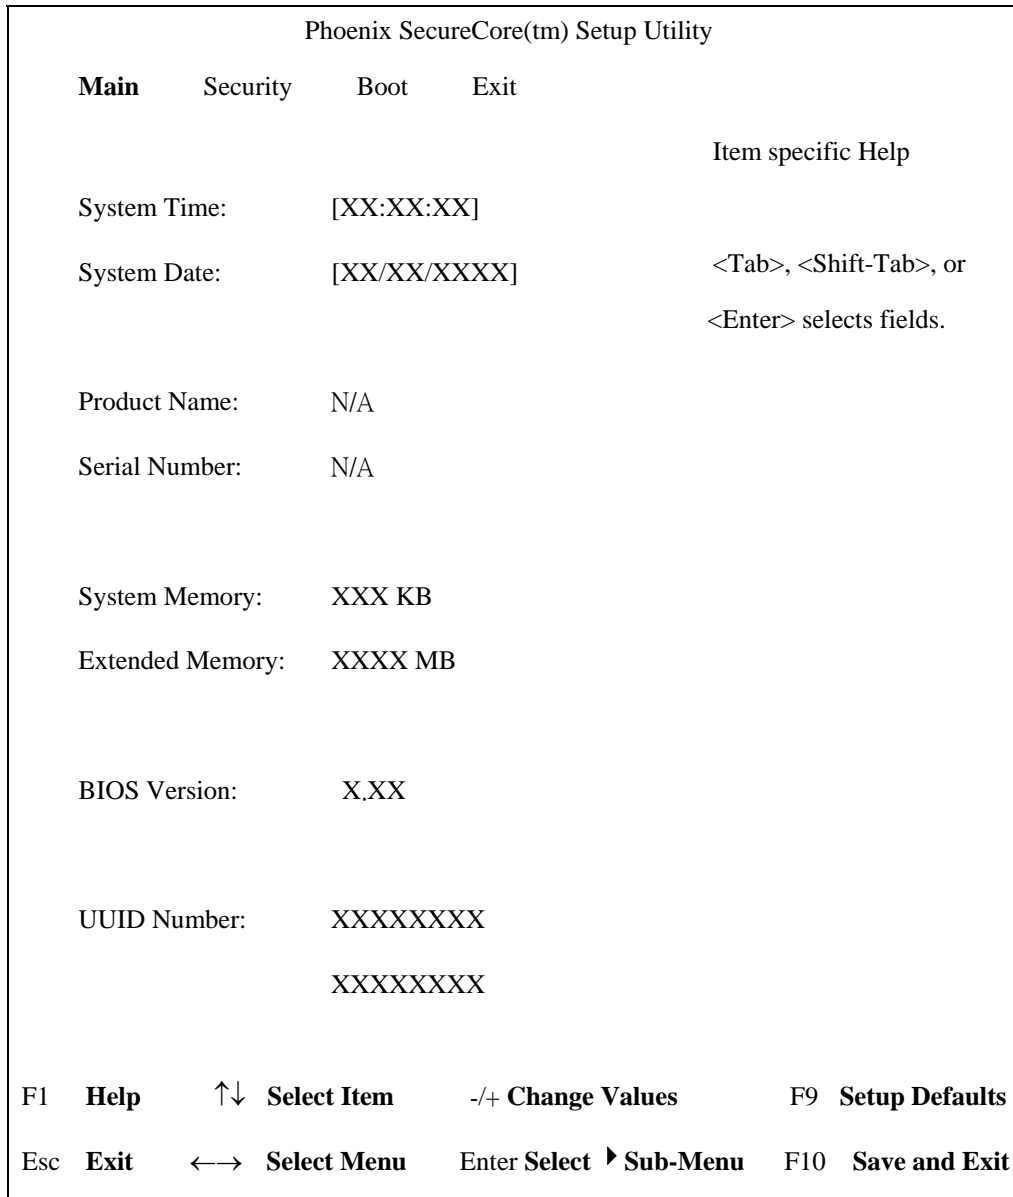 Phoenix SecureCore(tm) Setup Utility
Main Security Boot Exit
Item specific Help
System Time: [XX:XX:XX]
System Date: [XX/XX/XXXX]
<Tab>, <Shift-Tab>, or
<Enter> selects fields.
Product Name: N/A
Serial Number: N/A
System Memory: XXX KB
Extended Memory: XXXX MB
BIOS Version: X.XX
UUID Number: XXXXXXXX
XXXXXXXX
F1 Help ↑↓ Select Item -/+ Change Values F9 Setup Defaults
Esc Exit ←→ Select Menu Enter Select ▶ Sub-Menu F10 Save and Exit